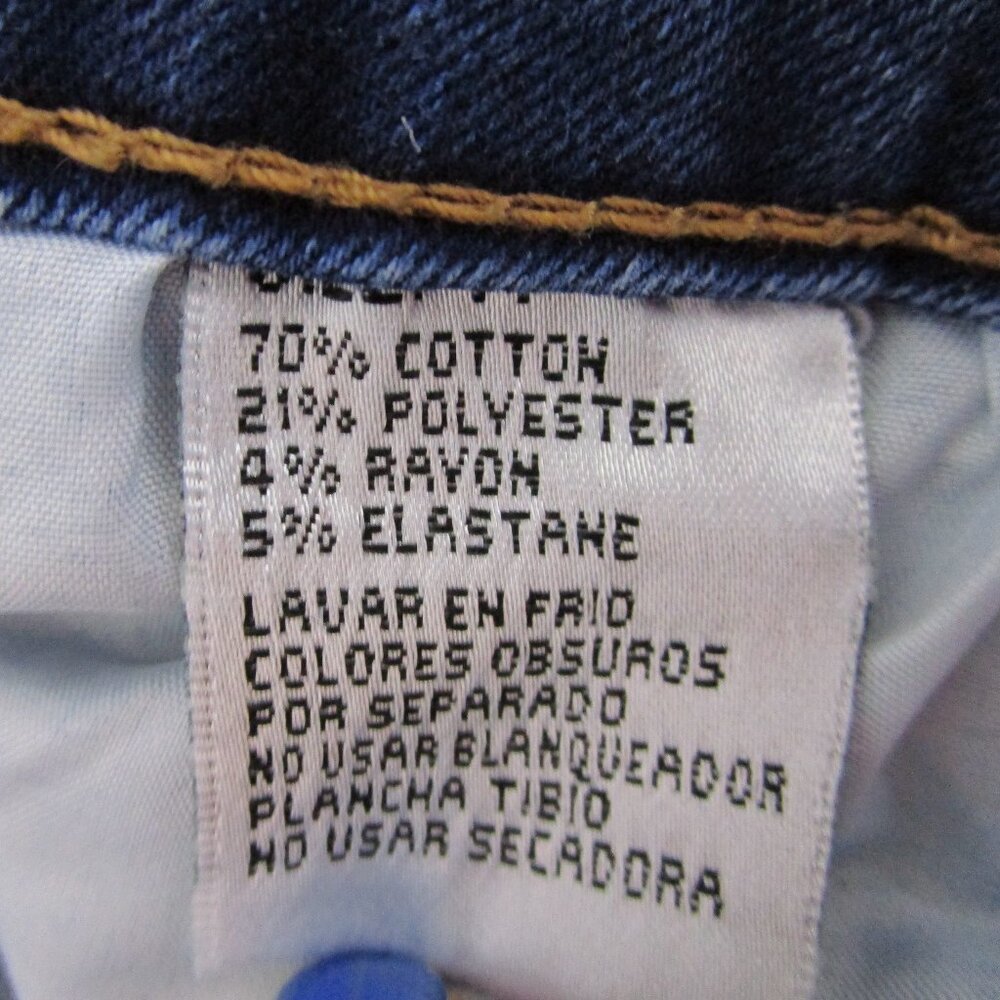 70% COTTON
21% POLYESTER
4% RAYON
5% ELASTANE
LAVAR EN FRIO
COLORES OBSUROS
POR SEPARADO
NO USAR BLANQUEADOR
PLANCHA TIBIO
NO USAR SECADORA